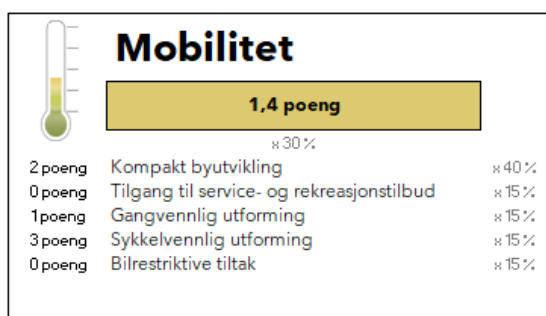 Mobilitet
1,4 poeng
x 30 %
2 poeng Kompakt byutvikling x 40 %
0 poeng Tilgang til service- og rekreasjonstilbud x 15 %
1 poeng Gangvennlig utforming x 15 %
3 poeng Sykkelvennlig utforming x 15 %
0 poeng Bilrestriktive tiltak x 15 %